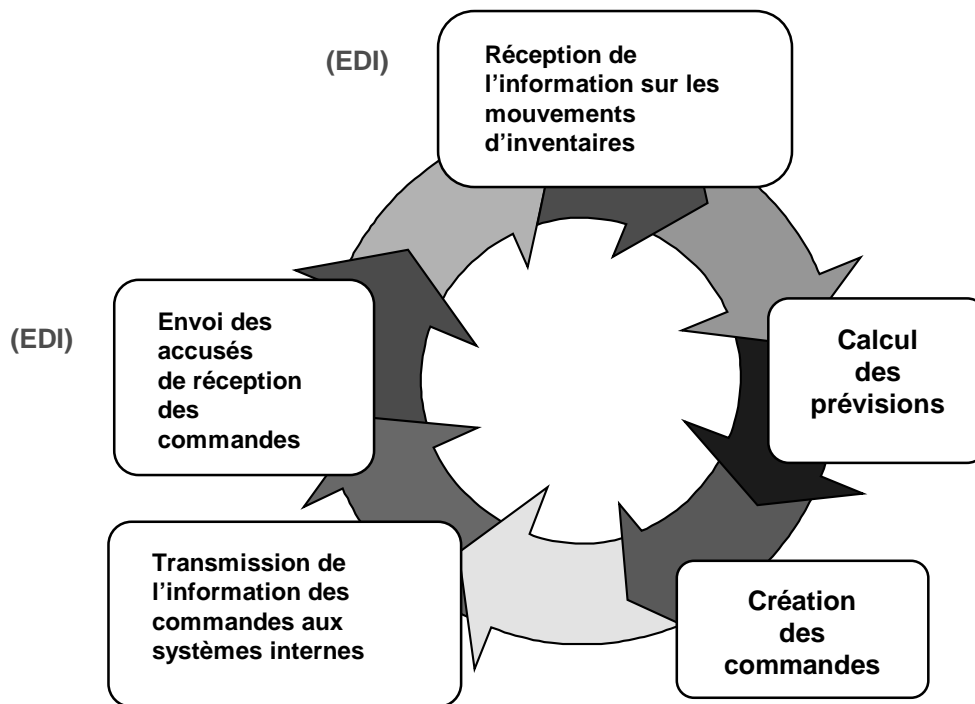 (EDI)
Réception de
l’information sur les
mouvements
d’inventaires
Calcul
des
prévisions
Création
des
commandes
Transmission de
l’information des
commandes aux
systèmes internes
(EDI)
Envoi des
accusés
de réception
des
commandes